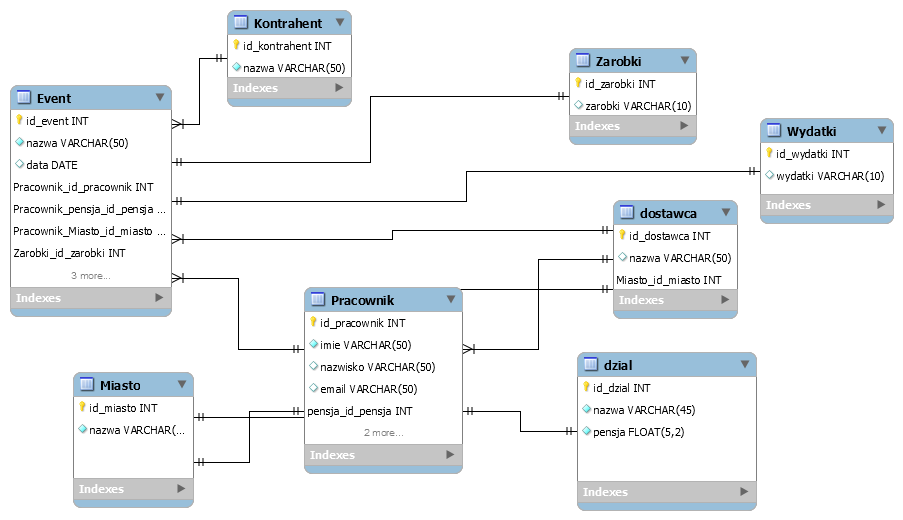 Kontrahent
id_kontrahent INT
nazwa VARCHAR(50)
Indexes
Zarobki
id_zarobki INT
zarobki VARCHAR(10)
Indexes
Event
id_event INT
nazwa VARCHAR(50)
data DATE
Pracownik_id_pracownik INT
Pracownik_pensja_id_pensja ...
Pracownik_Miasto_id_miasto ...
Zarobki_id_zarobki INT
3 more...
Indexes
Wydatki
id_wydatki INT
wydatki VARCHAR(10)
Indexes
dostawca
id_dostawca INT
nazwa VARCHAR(50)
Miasto_id_miasto INT
Indexes
Pracownik
id_pracownik INT
imie VARCHAR(50)
nazwisko VARCHAR(50)
email VARCHAR(50)
pensja_id_pensja INT
2 more...
Indexes
Miasto
id_miasto INT
nazwa VARCHAR(...
Indexes
dzial
id_dzial INT
nazwa VARCHAR(45)
pensja FLOAT(5,2)
Indexes